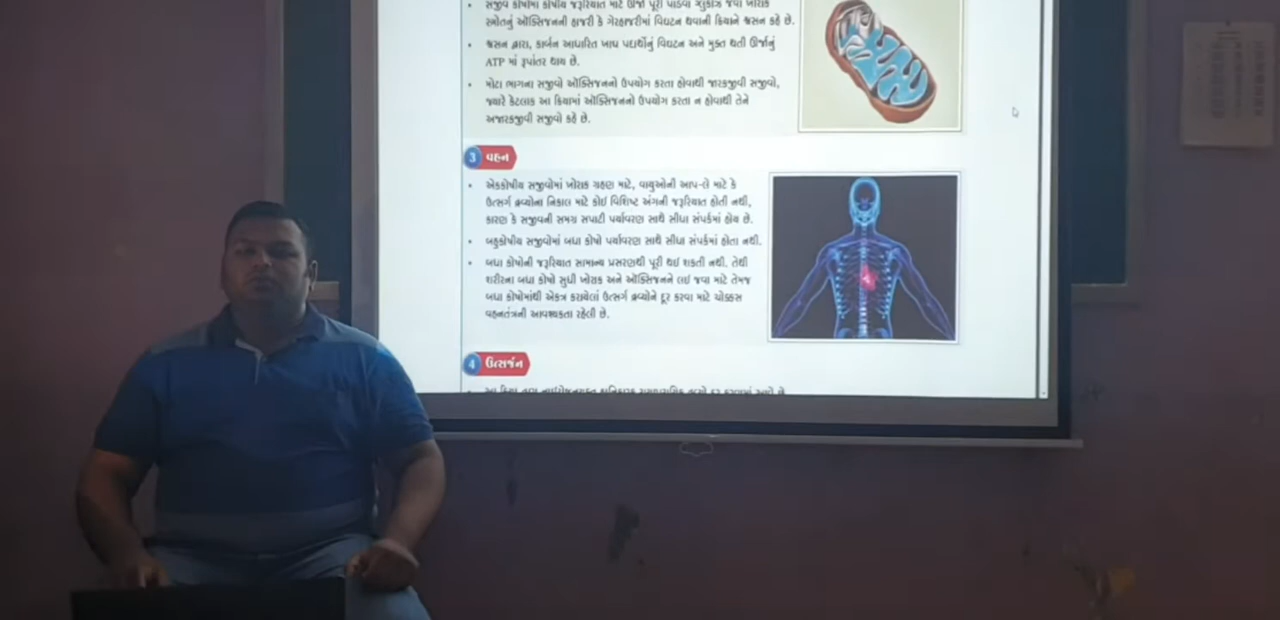 સજીવ કોષોમાં કોષીય જરૂરિયાત માટે ઊર્જા પૂરી પાડવા ગ્લુકોઝ જેવા ખોરાક
સ્ત્રોતનું ઑક્સિજનની હાજરી કે ગેરહાજરીમાં વિઘટન થવાની ક્રિયાને શ્વસન કહે છે.
શ્વસન દ્વારા, કાર્બન આધારિત ખાદ્ય પદાર્થોનું વિઘટન અને મુક્ત થતી ઊર્જાનું
ATP માં રૂપાંતર થાય છે.
મોટા ભાગના સજીવો ઑક્સિજનનો ઉપયોગ કરતા હોવાથી જારકજીવી સજીવો,
જ્યારે કેટલાક આ ક્રિયામાં ઑક્સિજનનો ઉપયોગ કરતા ન હોવાથી તેને
અજારકજીવી સજીવો કહે છે.
3 વહન
એકકોષીય સજીવોમાં ખોરાક ગ્રહણ માટે, વાયુઓની આપ-લે માટે કે
ઉત્સર્ગ દ્રવ્યોના નિકાલ માટે કોઈ વિશિષ્ટ અંગની જરૂરિયાત હોતી નથી,
કારણ કે સજીવની સમગ્ર સપાટી પર્યાવરણ સાથે સીધા સંપર્કમાં હોય છે.
બહુકોષીય સજીવોમાં બધા કોષો પર્યાવરણ સાથે સીધા સંપર્કમાં હોતા નથી.
બધા કોષોની જરૂરિયાત સામાન્ય પ્રસરણથી પૂરી થઈ શકતી નથી. તેથી
શરીરના બધા કોષો સુધી ખોરાક અને ઑક્સિજનને લઈ જવા માટે તેમજ
બધા કોષોમાંથી એકત્ર કરાયેલાં ઉત્સર્ગ દ્રવ્યોને દૂર કરવા માટે ચોક્કસ
વહનતંત્રની આવશ્યકતા રહેલી છે.
4 ઉત્સર્જન